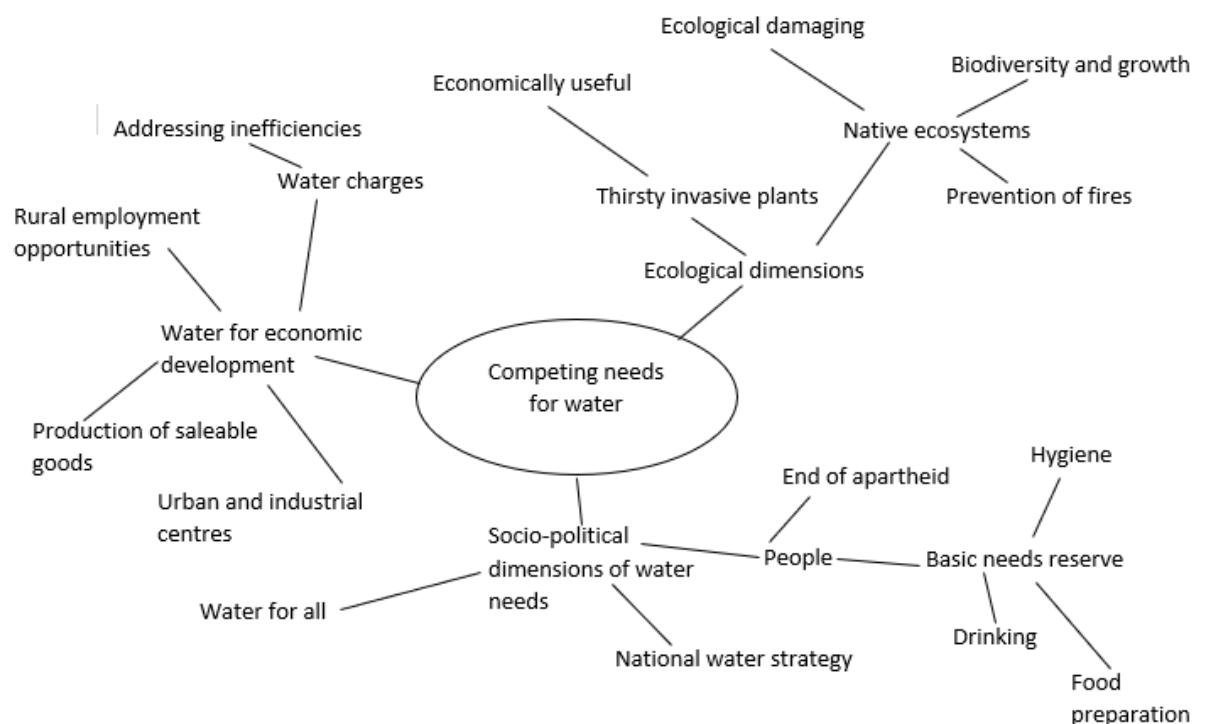 Ecological damaging
Biodiversity and growth
Economically useful
Addressing inefficiencies
Native ecosystems
Water charges
Thirsty invasive plants
Prevention of fires
Rural employment
opportunities
Ecological dimensions
Water for economic
development
Competing needs
for water
Production of saleable
goods
Hygiene
End of apartheid
Urban and industrial
centres
Socio-political
dimensions of water
needs
People
Basic needs reserve
Water for all
Drinking
National water strategy
Food
preparation